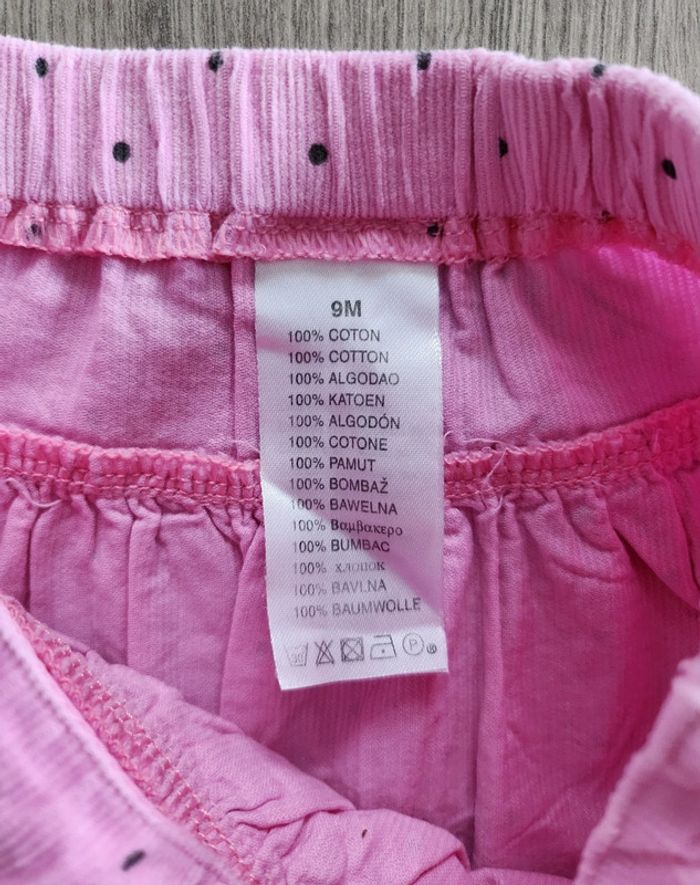 9M
100% COTON
100% COTTON
100% ALGODAO
100% KATOEN
100% ALGODÓN
100% COTONE
100% PAMUT
100% BOMBAŽ
100% BAWELNA
100% Βαμβακερο
100% BUMBAC
100% хлопок
100% BAVLNA
100% BAUMWOLLE
30 P ®